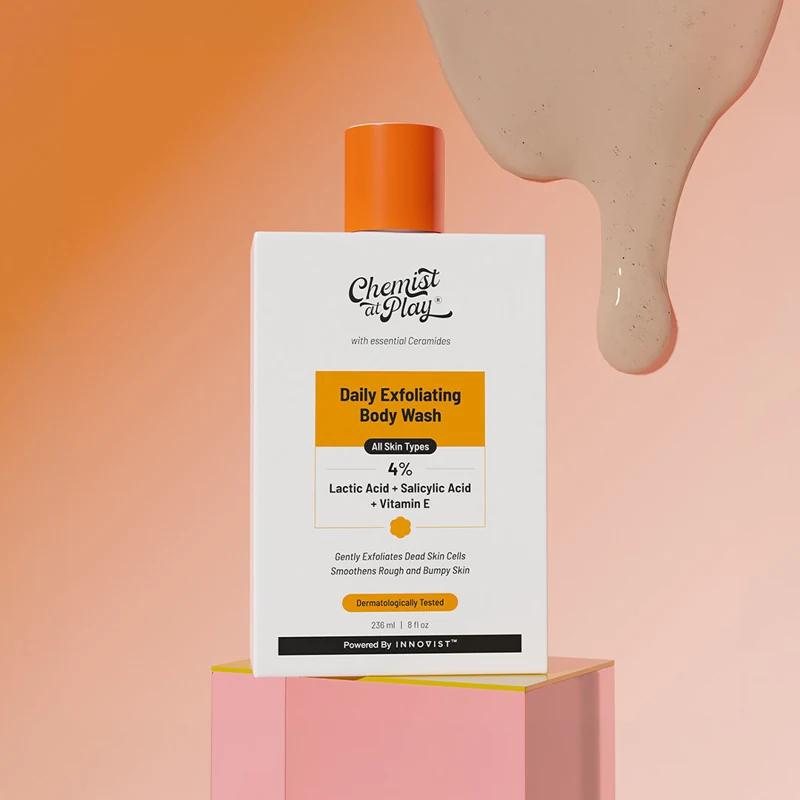 Chemist
at Play®
with essential Ceramides
Daily Exfoliating
Body Wash
All Skin Types
4%
Lactic Acid + Salicylic Acid
+ Vitamin E
Gently Exfoliates Dead Skin Cells
Smoothens Rough and Bumpy Skin
Dermatologically Tested
236 ml | 8 fl oz
Powered By INNOVIST™